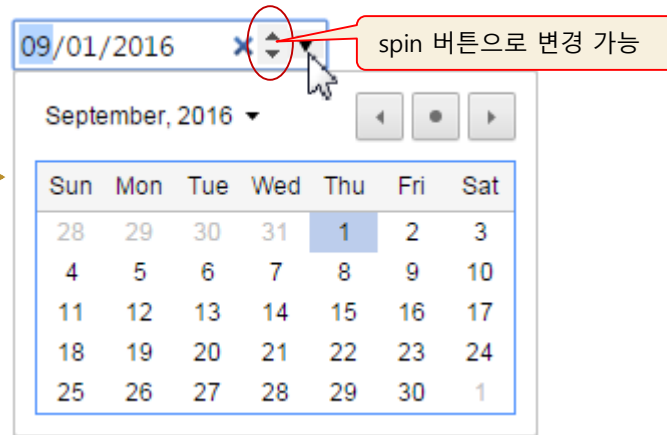 09/01/2016
spin 버튼으로 변경 가능
September, 2016
Sun Mon Tue Wed Thu Fri Sat
28 29 30 31 1 2 3
4 5 6 7 8 9 10
11 12 13 14 15 16 17
18 19 20 21 22 23 24
25 26 27 28 29 30 1